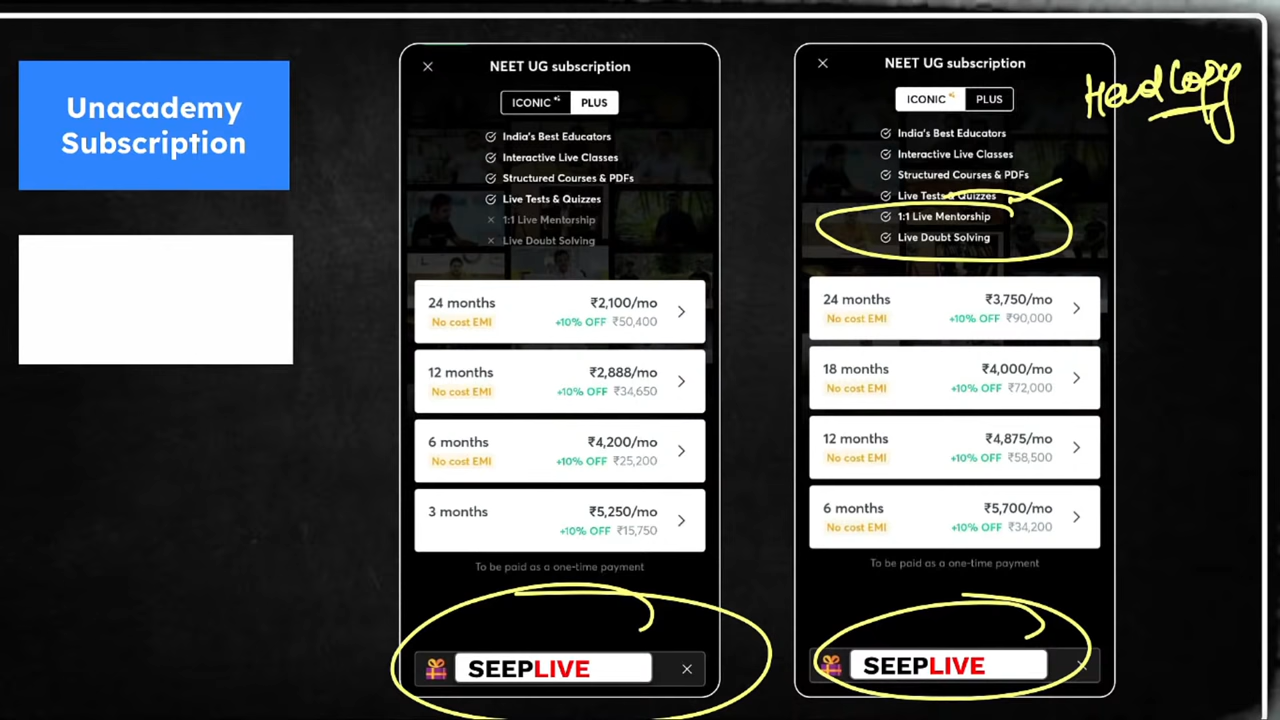 Unacademy
Subscription
NEET UG subscription
ICONIC PLUS
India's Best Educators
Interactive Live Classes
Structured Courses & PDFs
Live Tests & Quizzes
1:1 Live Mentorship
Live Doubt Solving
24 months ₹2,100/mo
No cost EMI +10% OFF ₹50,400
12 months ₹2,888/mo
No cost EMI +10% OFF ₹34,650
6 months ₹4,200/mo
No cost EMI +10% OFF ₹25,200
3 months ₹5,250/mo
+10% OFF ₹15,750
To be paid as a one-time payment
SEEPLIVE
NEET UG subscription
ICONIC PLUS
India's Best Educators
Interactive Live Classes
Structured Courses & PDFs
Live Tests & Quizzes
1:1 Live Mentorship
Live Doubt Solving
24 months ₹3,750/mo
No cost EMI +10% OFF ₹90,000
18 months ₹4,000/mo
No cost EMI +10% OFF ₹72,000
12 months ₹4,875/mo
No cost EMI +10% OFF ₹58,500
6 months ₹5,700/mo
No cost EMI +10% OFF ₹34,200
To be paid as a one-time payment
SEEPLIVE
Hard Copy